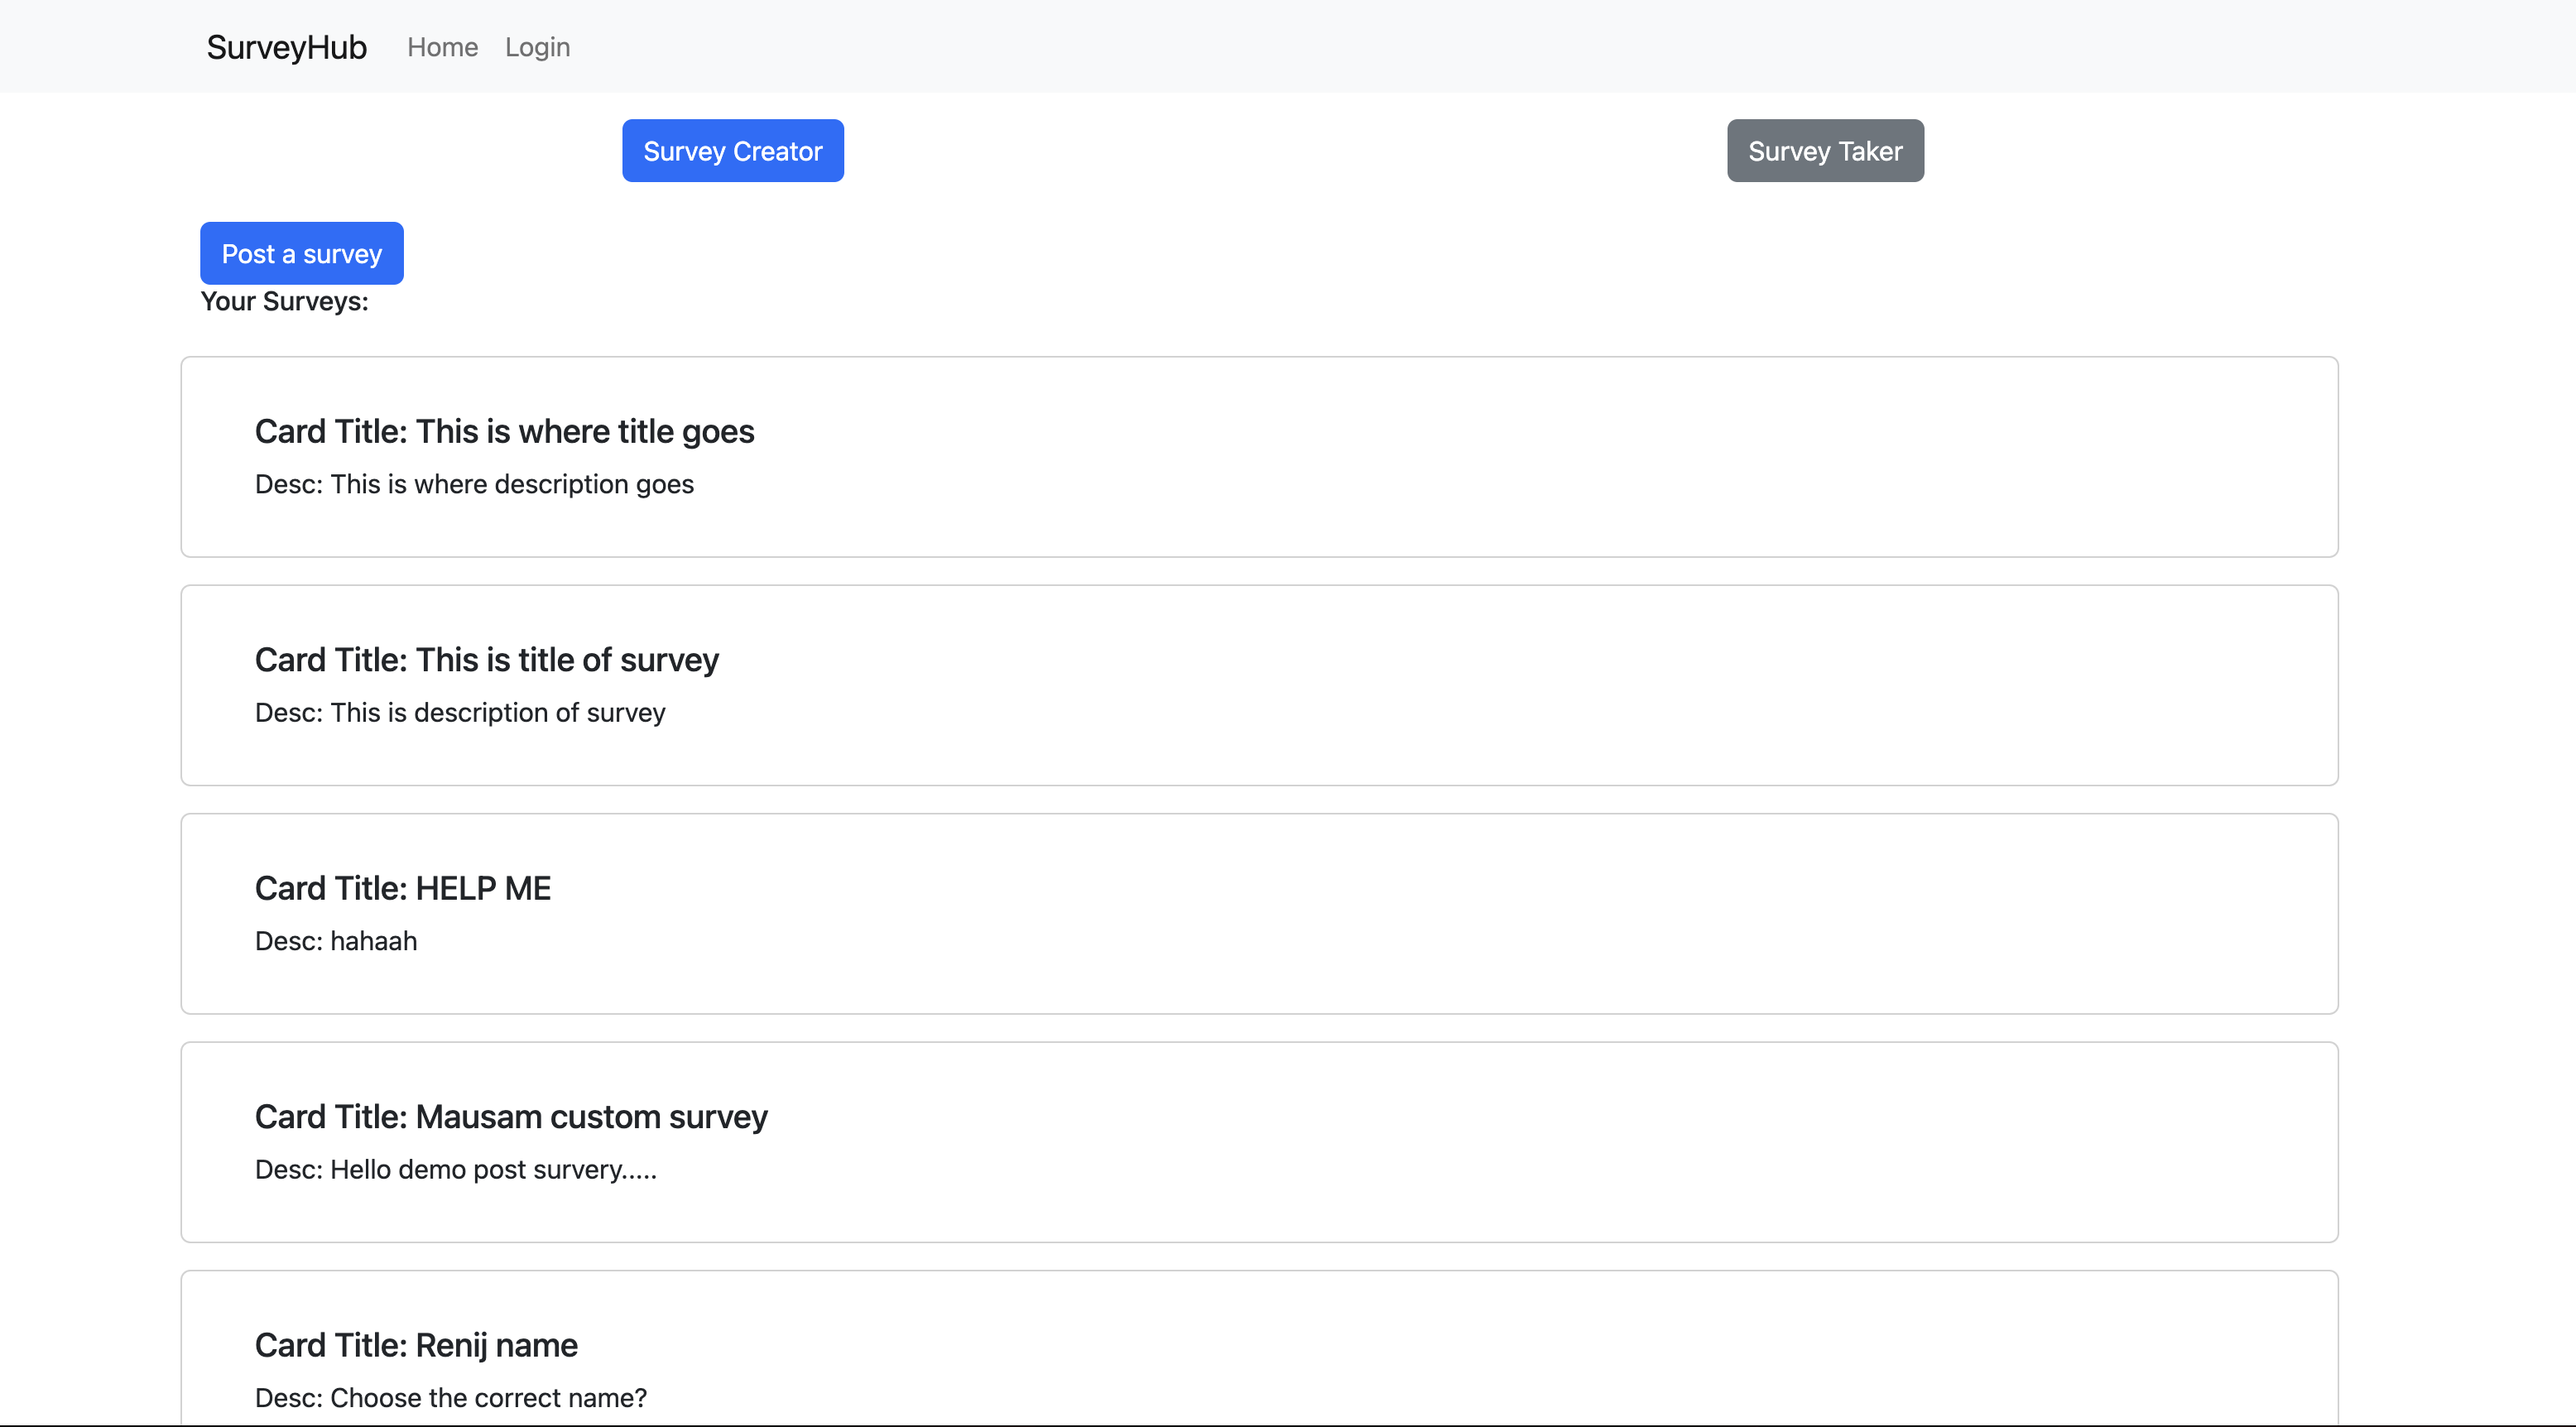 SurveyHub Home Login
Survey Creator Survey Taker
Post a survey
Your Surveys:
Card Title: This is where title goes
Desc: This is where description goes
Card Title: This is title of survey
Desc: This is description of survey
Card Title: HELP ME
Desc: hahaah
Card Title: Mausam custom survey
Desc: Hello demo post survery.....
Card Title: Renij name
Desc: Choose the correct name?